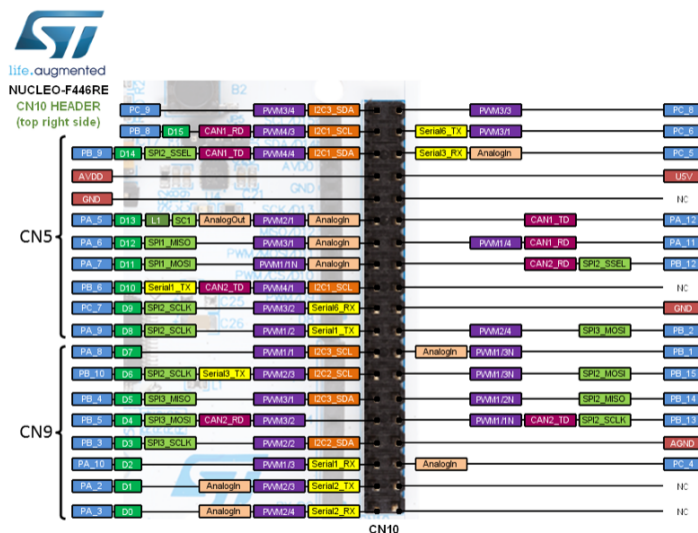 life.augmented
NUCLEO-F446RE
CN10 HEADER
(top right side)
PC_9 PWM3/4 I2C3_SDA PWM3/3 PC_8
PB_8 D15 CAN1_RD PWM4/3 I2C1_SCL Serial6_TX PWM3/1 PC_6
PB_9 D14 SPI2_SSEL CAN1_TD PWM4/4 I2C1_SDA Serial3_RX AnalogIn PC_5
AVDD U5V
GND NC
PA_5 D13 L1 SC1 AnalogOut PWM2/1 AnalogIn CAN1_TD PA_12
CN5
PA_6 D12 SPI1_MISO PWM3/1 AnalogIn PWM1/4 CAN1_RD PA_11
PA_7 D11 SPI1_MOSI PWM1/1N AnalogIn CAN2_RD SPI2_SSEL PB_12
PB_6 D10 Serial1_TX CAN2_TD PWM4/1 I2C1_SCL NC
PC_7 D9 SPI2_SCLK PWM3/2 Serial6_RX GND
PA_9 D8 SPI2_SCLK PWM1/2 Serial1_TX PWM2/4 SPI3_MOSI PB_2
PA_8 D7 PWM1/1 I2C3_SCL AnalogIn PWM1/3N PB_1
PB_10 D6 SPI2_SCLK Serial3_TX PWM2/3 I2C2_SCL PWM1/3N SPI2_MOSI PB_15
PB_4 D5 SPI3_MISO PWM3/1 I2C3_SDA PWM1/2N SPI2_MISO PB_14
PB_5 D4 SPI3_MOSI CAN2_RD PWM3/2 PWM1/1N CAN2_TD SPI2_SCLK PB_13
CN9
PB_3 D3 SPI3_SCLK PWM2/2 I2C2_SDA AGND
PA_10 D2 PWM1/3 Serial1_RX AnalogIn PC_4
PA_2 D1 AnalogIn PWM2/3 Serial2_TX NC
PA_3 D0 AnalogIn PWM2/4 Serial2_RX NC
CN10